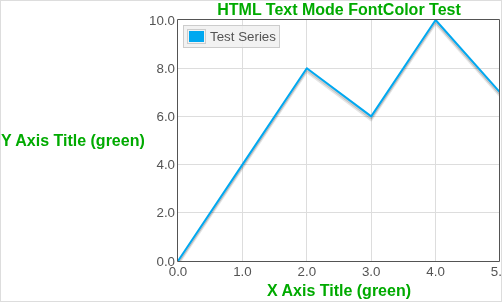 HTML Text Mode FontColor Test
10.0
Test Series
8.0
6.0
Y Axis Title (green)
4.0
2.0
0.0
0.0 1.0 2.0 3.0 4.0 5.
X Axis Title (green)